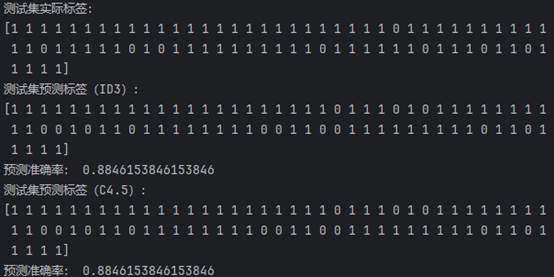 测试集实际标签:
[1 1 1 1 1 1 1 1 1 1 1 1 1 1 1 1 1 1 1 1 1 1 1 1 1 1 0 1 1 1 1 1 1 1 1 1 1
1 1 0 1 1 1 1 1 0 1 0 1 1 1 1 1 1 1 1 1 1 0 1 1 1 1 1 1 0 1 1 1 0 1 1 0 1
1 1 1 1]
测试集预测标签（ID3）:
[1 1 1 1 1 1 1 1 1 1 1 1 1 1 1 1 1 1 1 1 1 1 0 1 1 1 0 1 0 1 1 1 1 1 1 1 1
1 1 0 0 1 0 1 1 0 1 1 1 1 1 1 1 1 0 0 1 1 0 0 1 1 1 1 1 1 1 1 1 0 1 1 0 1
1 1 1 1]
预测准确率: 0.8846153846153846
测试集预测标签（C4.5）:
[1 1 1 1 1 1 1 1 1 1 1 1 1 1 1 1 1 1 1 1 1 1 0 1 1 1 0 1 0 1 1 1 1 1 1 1 1
1 1 0 0 1 0 1 1 0 1 1 1 1 1 1 1 1 0 0 1 1 0 0 1 1 1 1 1 1 1 1 1 0 1 1 0 1
1 1 1 1]
预测准确率: 0.8846153846153846